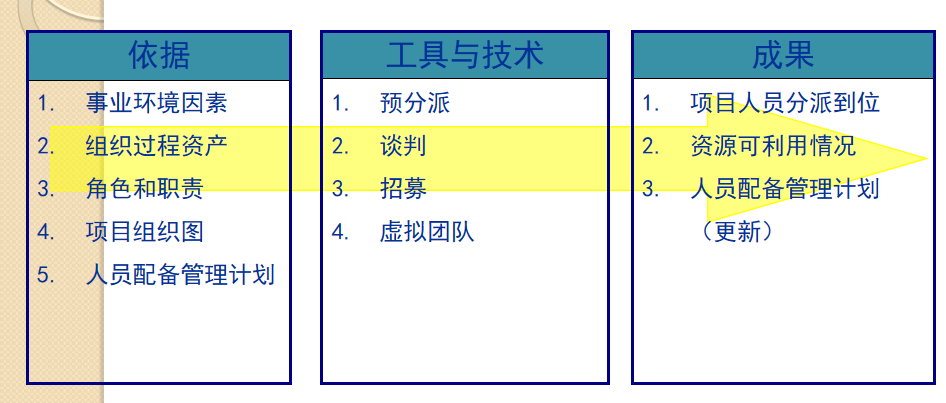 依据
1. 事业环境因素
2. 组织过程资产
3. 角色和职责
4. 项目组织图
5. 人员配备管理计划
工具与技术
1. 预分派
2. 谈判
3. 招募
4. 虚拟团队
成果
1. 项目人员分派到位
2. 资源可利用情况
3. 人员配备管理计划
（更新）